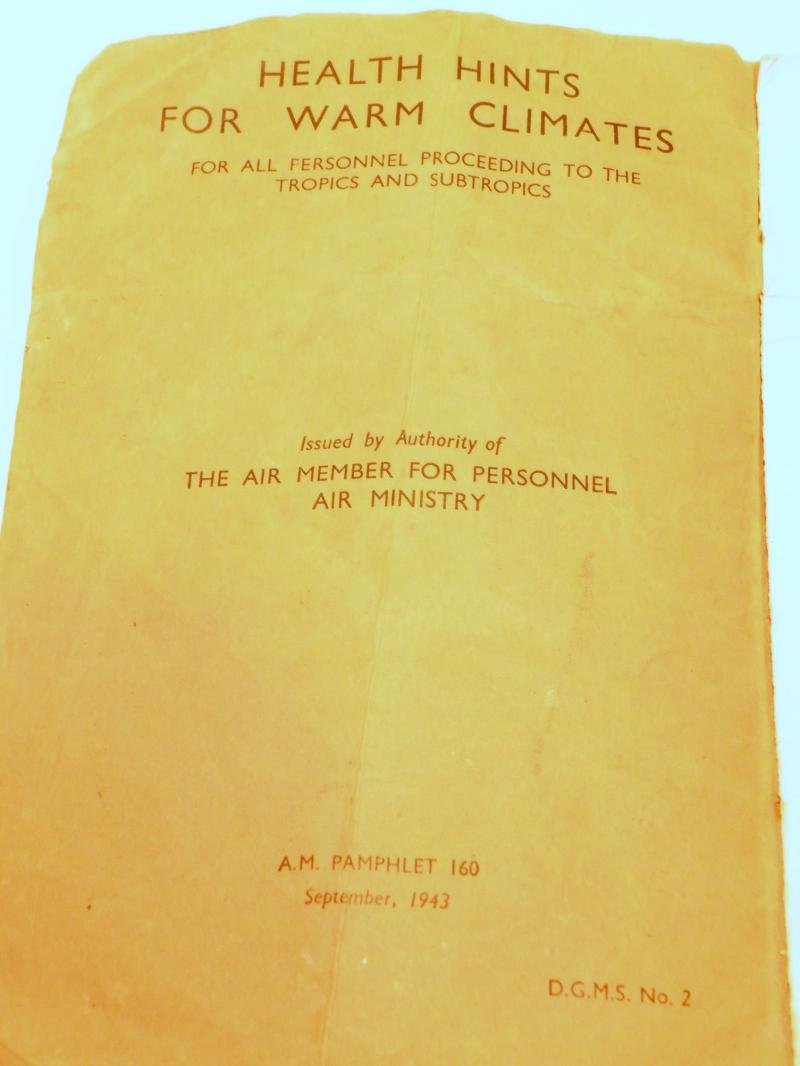 HEALTH HINTS
FOR WARM CLIMATES
FOR ALL PERSONNEL PROCEEDING TO THE
TROPICS AND SUBTROPICS
Issued by Authority of
THE AIR MEMBER FOR PERSONNEL
AIR MINISTRY
A.M. PAMPHLET 160
September, 1943
D.G.M.S. No. 2